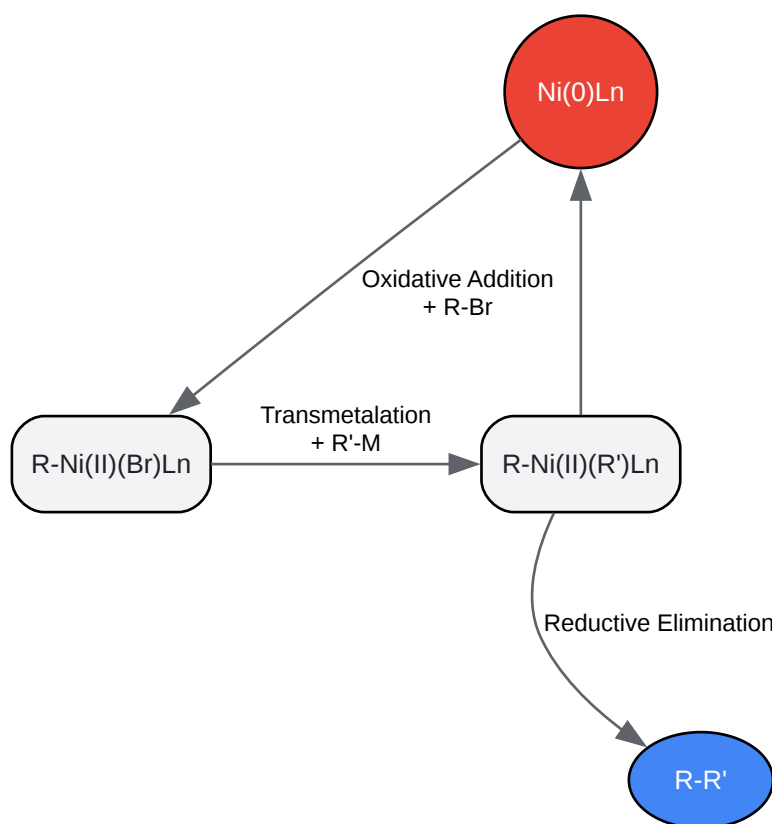 Ni(0)Ln
Oxidative Addition
+ R-Br
Transmetalation
+ R'-M
R-Ni(II)(Br)Ln
R-Ni(II)(R')Ln
Reductive Elimination
R-R'